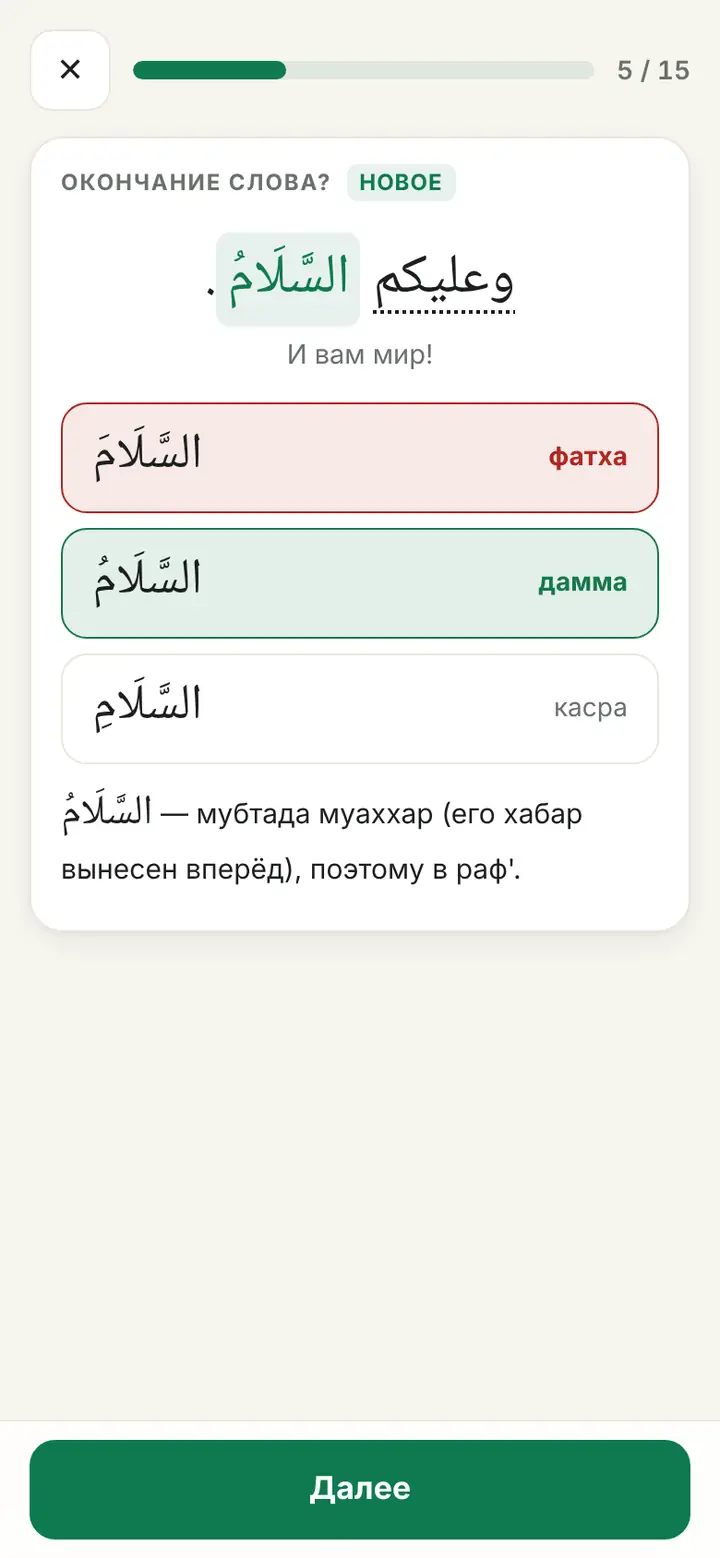 ✕ 5 / 15
ОКОНЧАНИЕ СЛОВА? НОВОЕ
وعليكم السَّلَامُ.
И вам мир!
السَّلَامَ фатха
السَّلَامُ дамма
السَّلَامِ касра
السَّلَامُ — мубтада муаххар (его хабар
вынесен вперёд), поэтому в раф'.
Далее